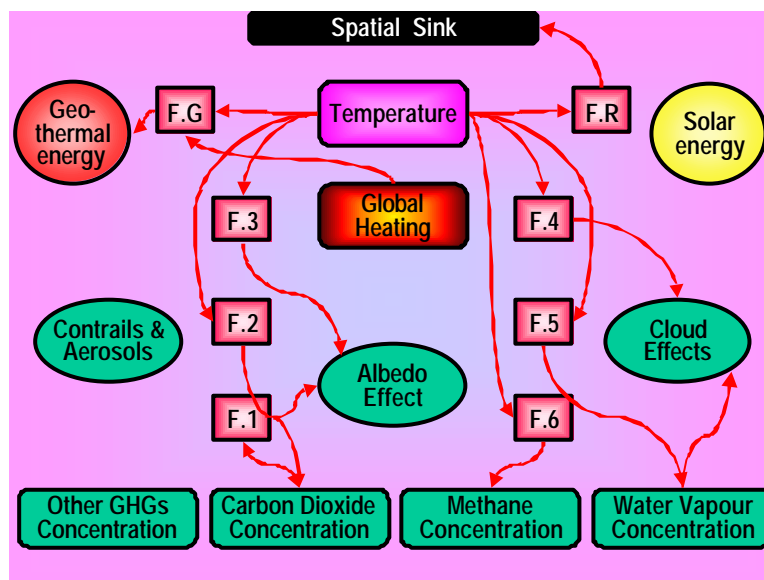 Spatial Sink
Geo-
thermal
energy
F.G
Temperature
F.R
Solar
energy
F.3
Global
Heating
F.4
Contrails &
Aerosols
F.2
F.5
Cloud
Effects
Albedo
Effect
F.1
F.6
Other GHGs
Concentration
Carbon Dioxide
Concentration
Methane
Concentration
Water Vapour
Concentration